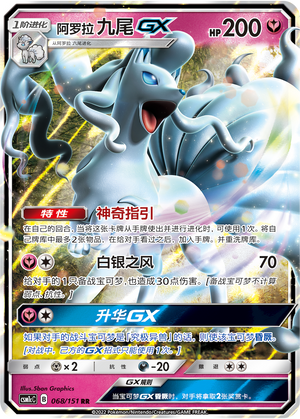 1阶进化
阿罗拉 九尾GX
HP200
从阿罗拉 六尾进化
特性 神奇指引
在自己的回合,当将这张卡牌从手牌使出并进行进化时,可使用1次。将自
己牌库中最多2张物品,在给对手看过之后,加入手牌。并重洗牌库。
白银之风 70
给对手的1只备战宝可梦,也造成30点伤害。[备战宝可梦不计算
弱点·抗性。]
升华GX
如果对手的战斗宝可梦是「究极异兽」的话,则使该宝可梦昏厥。[对
战中,己方的GX招式只能使用1次。]
弱点 ×2 抗性 -20 撤退
Illus.5ban Graphics
GX规则
当宝可梦GX昏厥时,对手将拿取2张奖赏卡。
CSM1cC B 068/151 RR
©2022 Pokémon/Nintendo/Creatures/GAME FREAK.